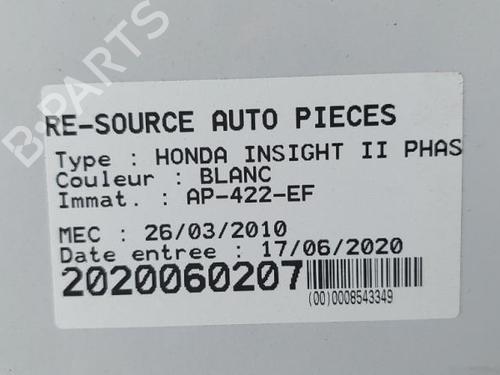 RE-SOURCE AUTO PIECES
Type : HONDA INSIGHT II PHAS
Couleur : BLANC
Immat. : AP-422-EF
MEC : 26/03/2010
Date entree : 17/06/2020
2020060207
(00)0008543349
B-PARTS